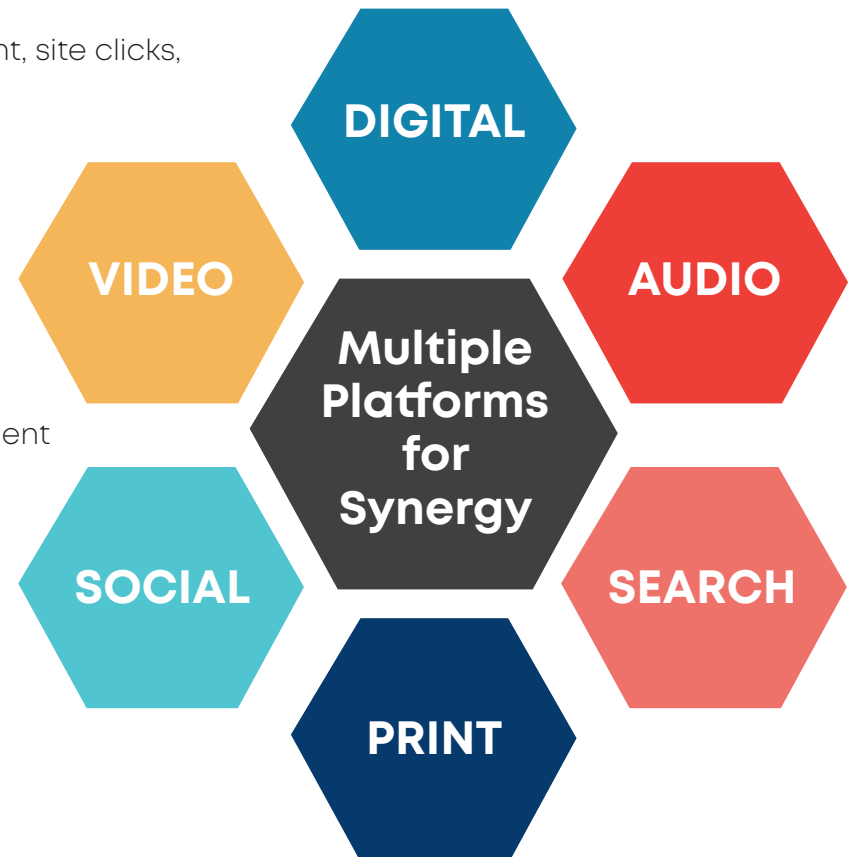 nt, site clicks,
DIGITAL
VIDEO
AUDIO
Multiple
Platforms
for
Synergy
ent
SOCIAL
SEARCH
PRINT